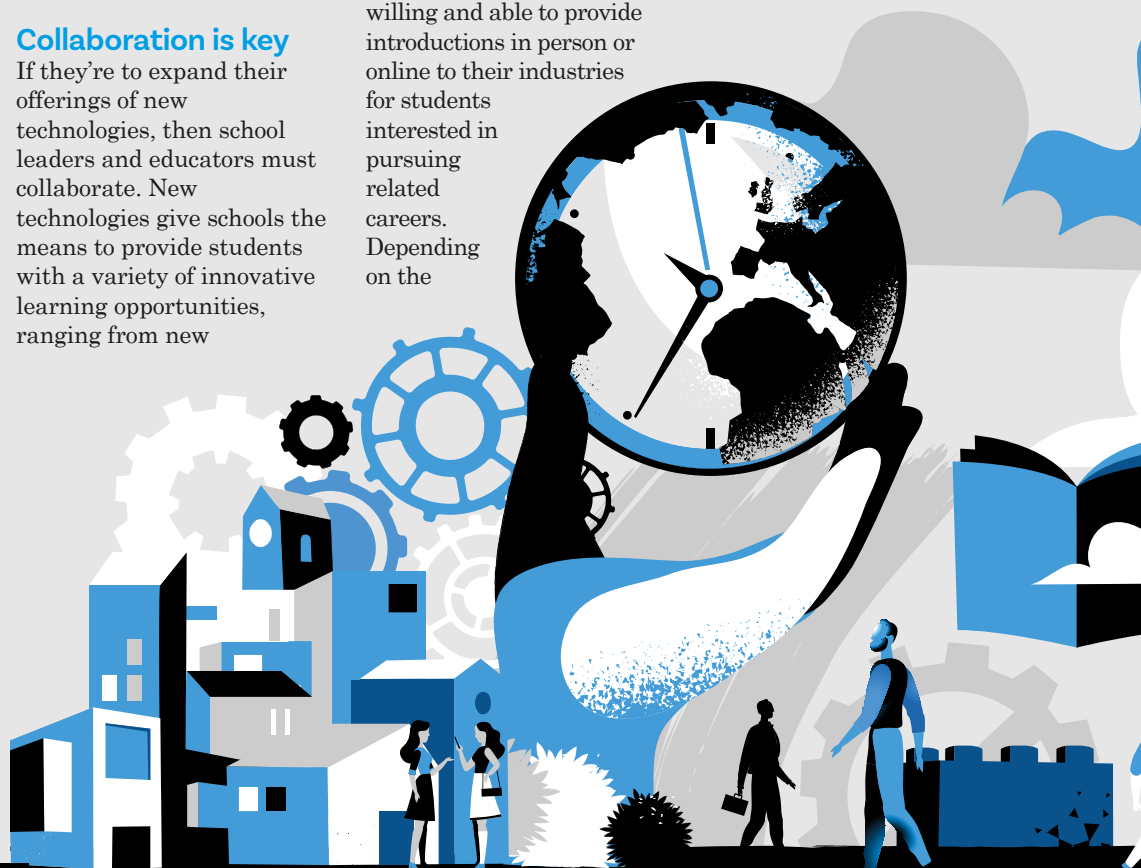 Collaboration is key
If they’re to expand their
offerings of new
technologies, then school
leaders and educators must
collaborate. New
technologies give schools the
means to provide students
with a variety of innovative
learning opportunities,
ranging from new
willing and able to provide
introductions in person or
online to their industries
for students
interested in
pursuing
related
careers.
Depending
on the